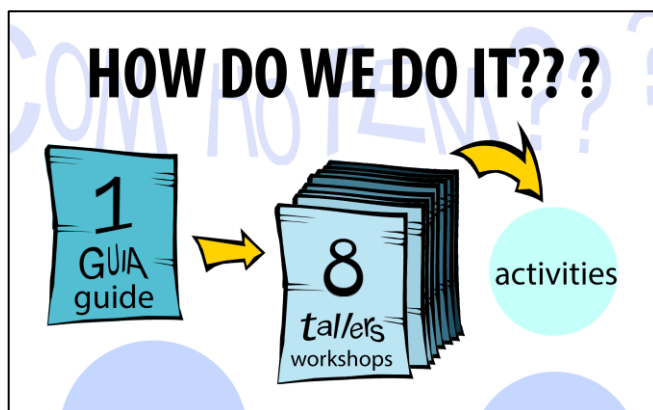 HOW DO WE DO IT?? ?
COM HO FEM???
1
GUIA
guide
8
tallers
workshops
activities